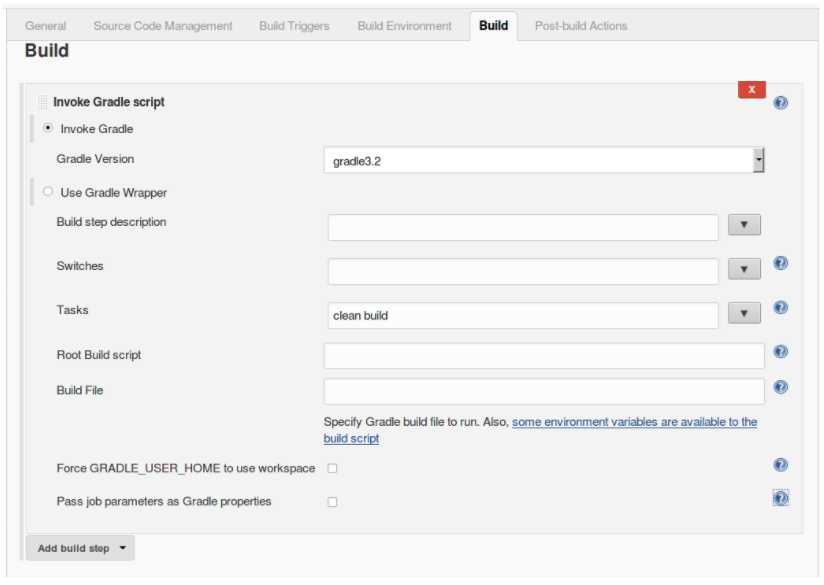 General Source Code Management Build Triggers Build Environment Build Post-build Actions
Build
X
Invoke Gradle script
Invoke Gradle
Gradle Version gradle3.2
Use Gradle Wrapper
Build step description
Switches
Tasks clean build
Root Build script
Build File
Specify Gradle build file to run. Also, some environment variables are available to the
build script
Force GRADLE_USER_HOME to use workspace
Pass job parameters as Gradle properties
Add build step